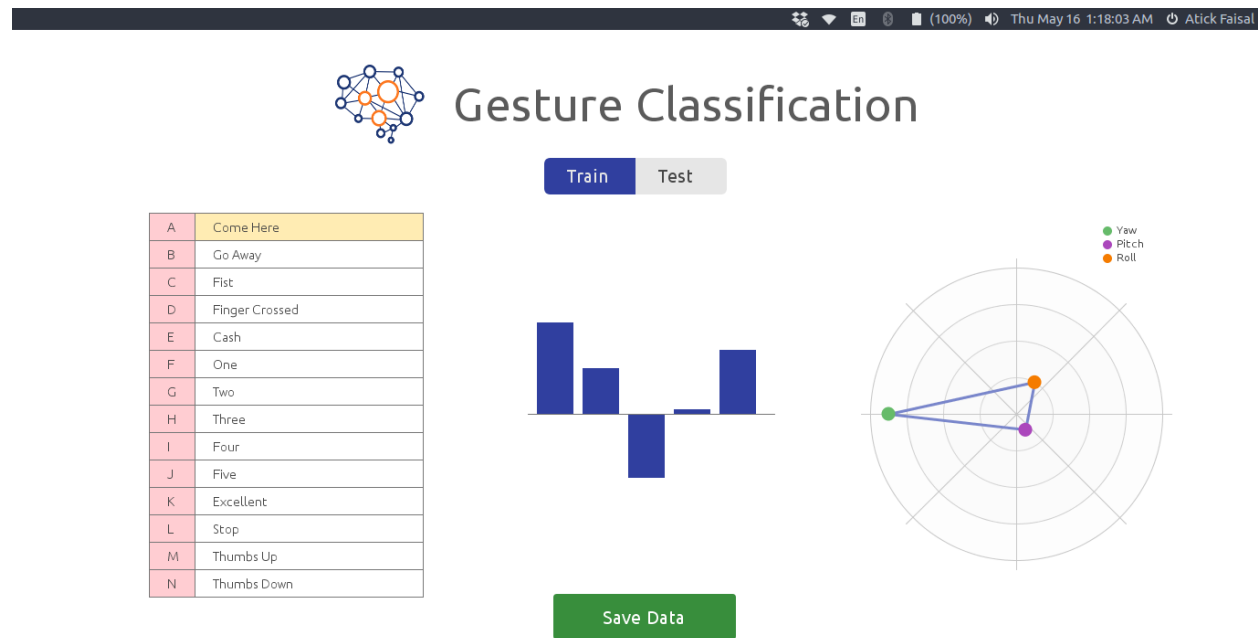 En (100%) Thu May 16 1:18:03 AM Atick Faisal
Gesture Classification
Train Test
A Come Here
B Go Away
C Fist
D Finger Crossed
E Cash
F One
G Two
H Three
I Four
J Five
K Excellent
L Stop
M Thumbs Up
N Thumbs Down
Yaw
Pitch
Roll
Save Data